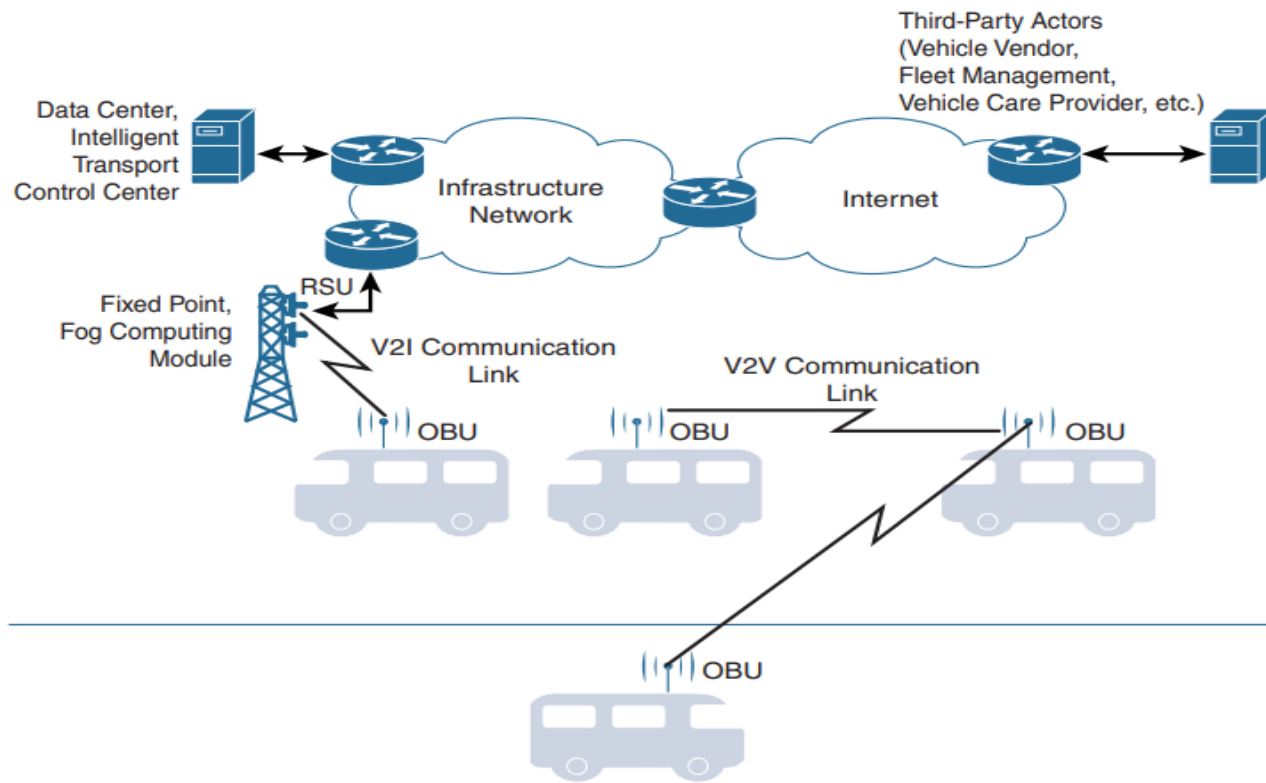 Third-Party Actors
(Vehicle Vendor,
Fleet Management,
Vehicle Care Provider, etc.)
Data Center,
Intelligent
Transport
Control Center
Infrastructure
Network
Internet
RSU
Fixed Point,
Fog Computing
Module
V2I Communication
Link
V2V Communication
Link
OBU
OBU
OBU
OBU